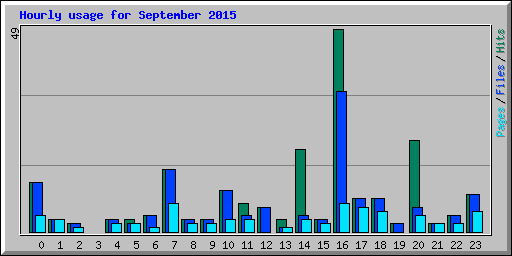 Hourly usage for September 2015
49
Pages/Files/Hits
0 1 2 3 4 5 6 7 8 9 10 11 12 13 14 15 16 17 18 19 20 21 22 23